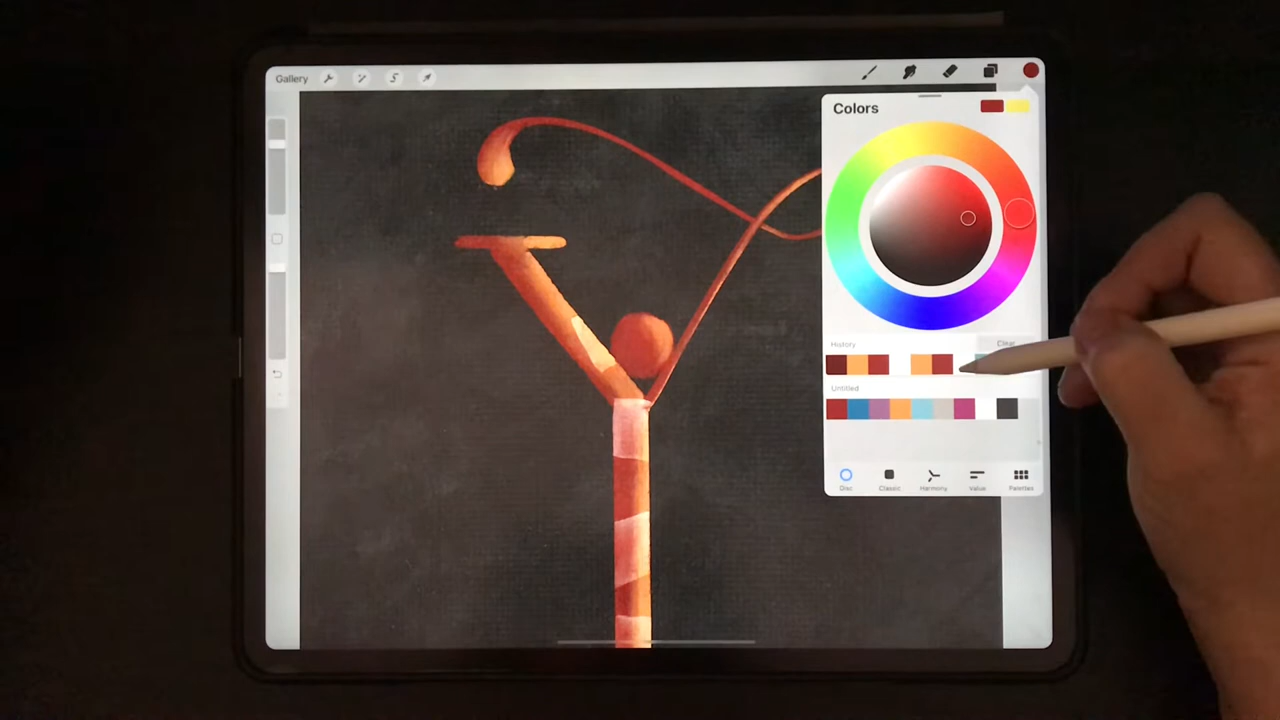 Gallery
Colors
History
Clear
Untitled
Disc
Classic
Harmony
Value
Palettes